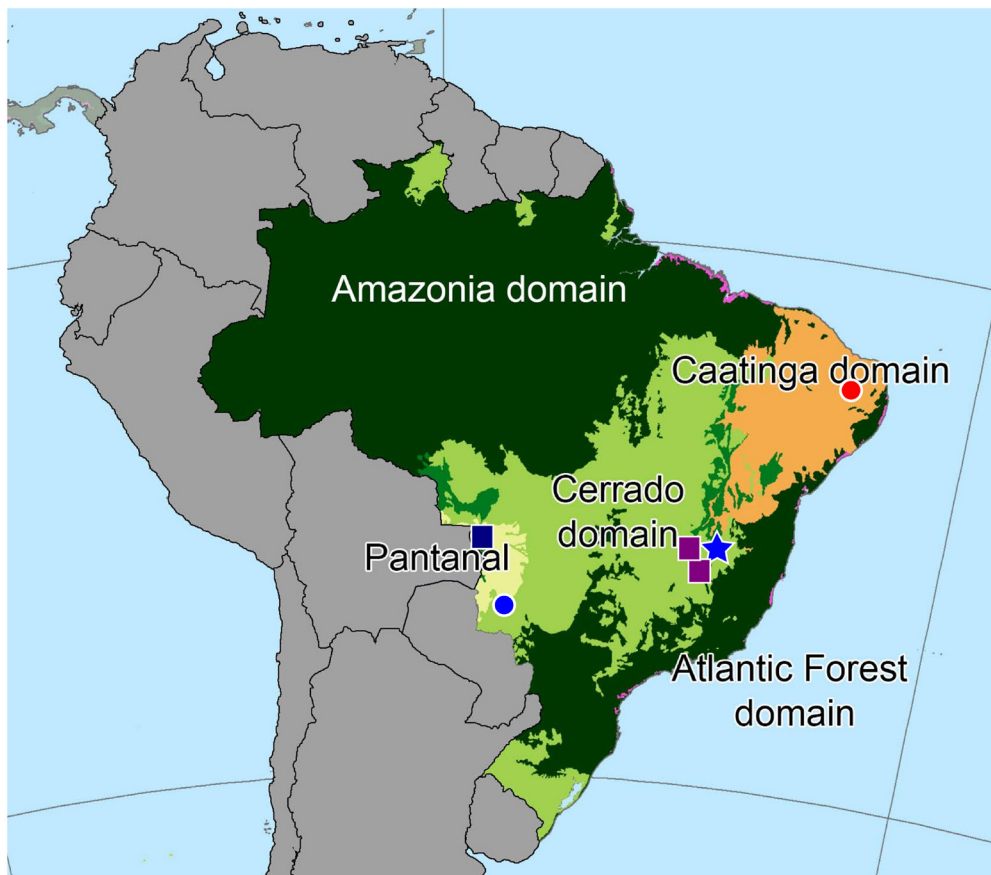 Amazonia domain
Caatinga domain
Cerrado
domain
Pantanal
Atlantic Forest
domain